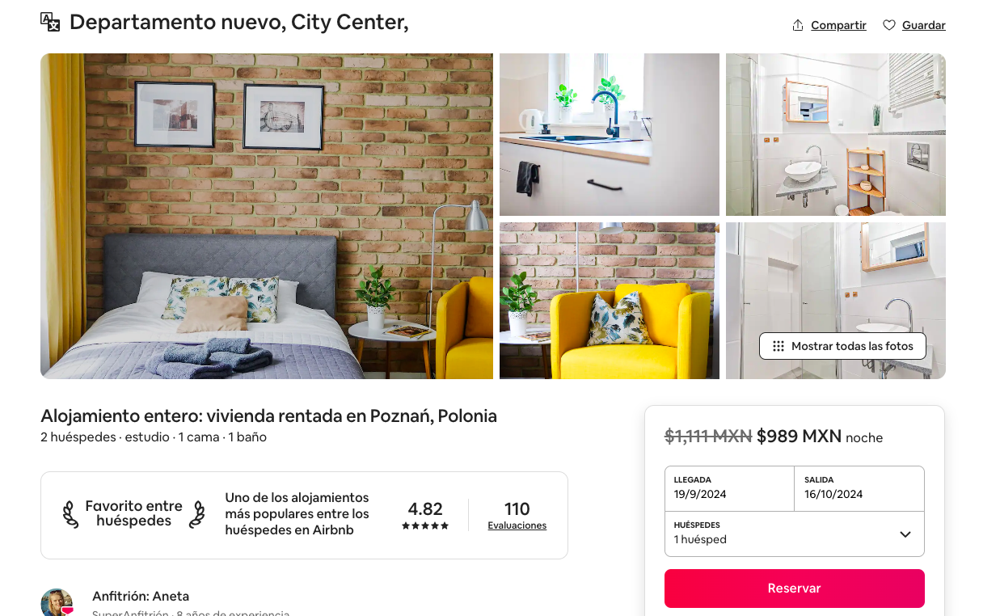 Departamento nuevo, City Center,
Compartir
Guardar
Mostrar todas las fotos
Alojamiento entero: vivienda rentada en Poznań, Polonia
2 huéspedes · estudio · 1 cama · 1 baño
Favorito entre
huéspedes
Uno de los alojamientos
más populares entre los
huéspedes en Airbnb
4.82
110
Evaluaciones
Anfitrión: Aneta
SuperAnfitrión · 8 años de experiencia
$1,111 MXN $989 MXN noche
LLEGADA
19/9/2024
SALIDA
16/10/2024
HUÉSPEDES
1 huésped
Reservar